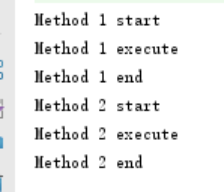 Method 1 start
Method 1 execute
Method 1 end
Method 2 start
Method 2 execute
Method 2 end